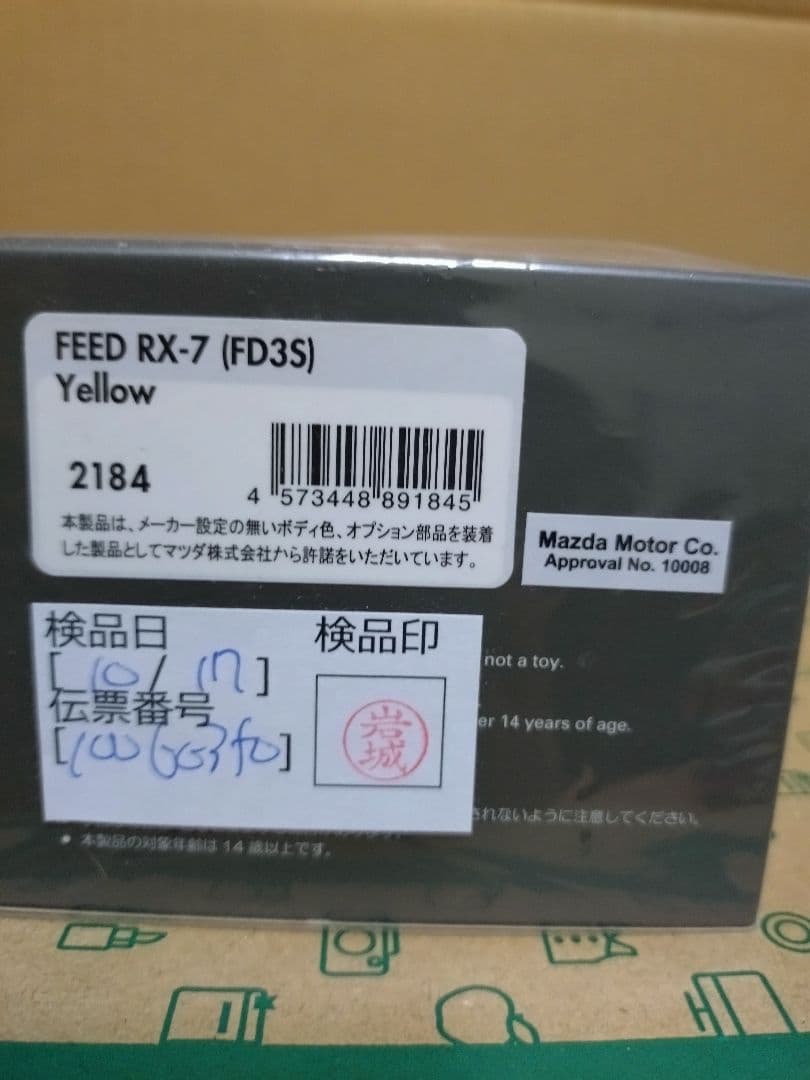 FEED RX-7 (FD3S)
Yellow
2184
4 573448 891845
本製品は、メーカー設定の無いボディ色、オプション部品を装着
した製品としてマツダ株式会社から許諾をいただいています。
Mazda Motor Co.
Approval No. 10008
検品日
[10/17]
伝票番号
検品印
岩城
not a toy.
er 14 years of age.
されないように注意してください。
• 本製品の対象年齢は14歳以上です。